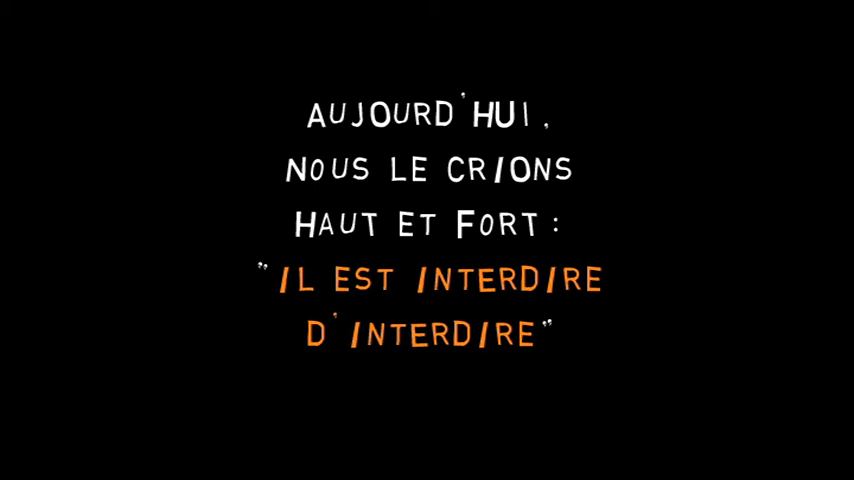 AUJOURD'HUI,
NOUS LE CRIONS
HAUT ET FORT :
"IL EST INTERDIRE
D'INTERDIRE"